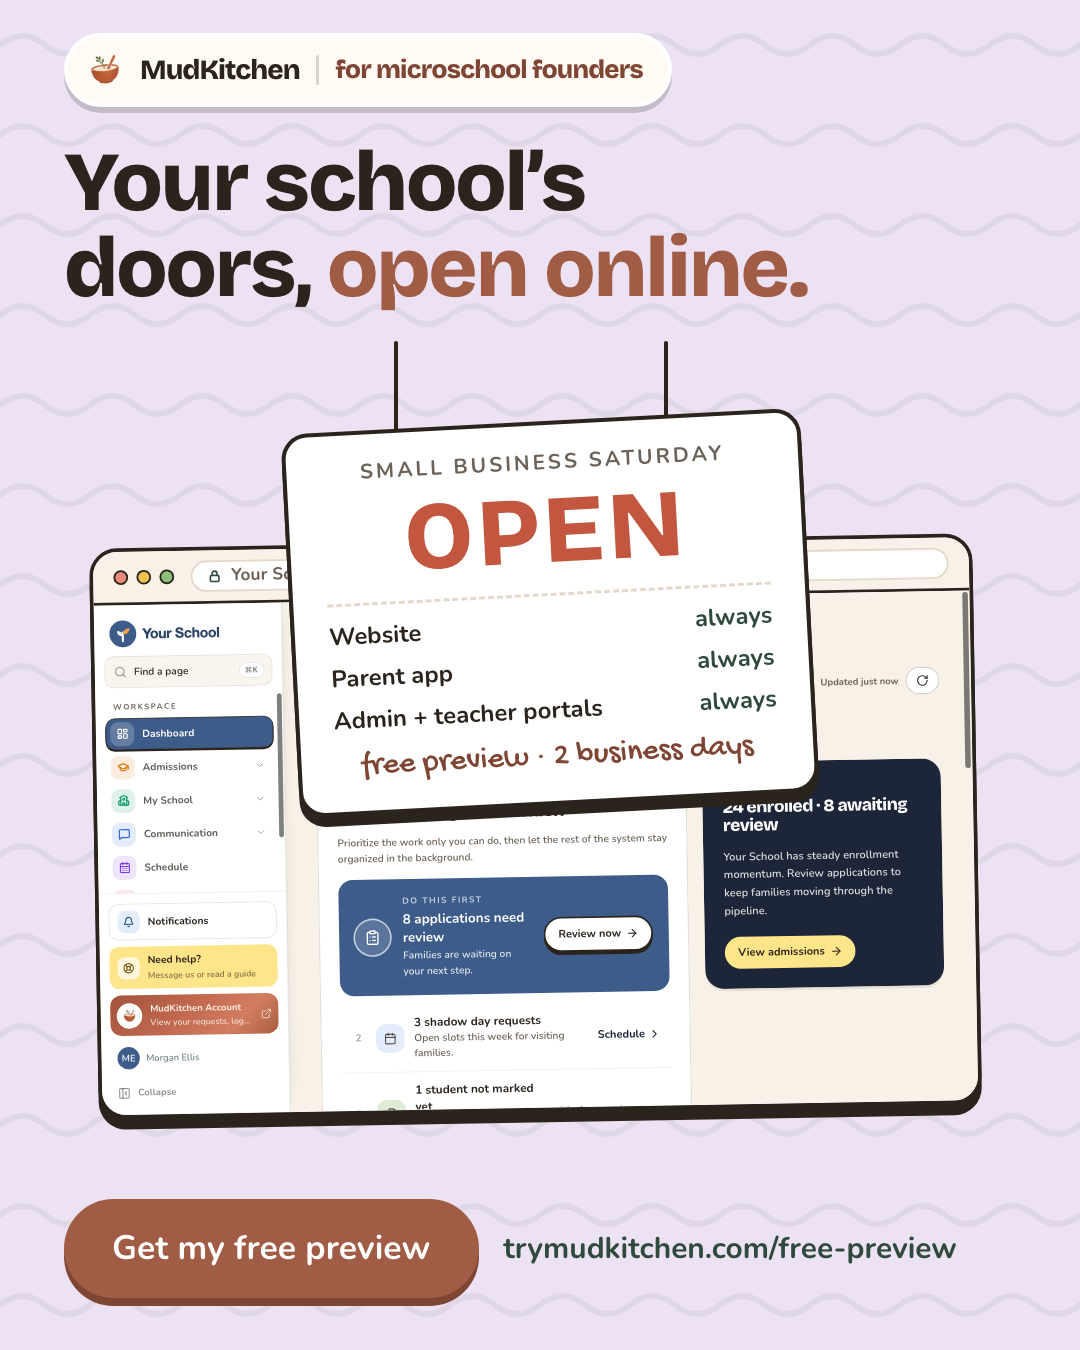 MudKitchen | for microschool founders
Your school's
doors, open online.
SMALL BUSINESS SATURDAY
OPEN
Website always
Parent app always
Admin + teacher portals always
free preview · 2 business days
Your Sc
Your School
Find a page ⌘K
WORKSPACE
Dashboard
Admissions
My School
Communication
Schedule
Notifications
Need help?
Message us or read a guide
MudKitchen Account
View your requests, log...
ME Morgan Ellis
Collapse
Updated just now
Prioritize the work only you can do, then let the rest of the system stay
organized in the background.
DO THIS FIRST
8 applications need
review
Families are waiting on
your next step.
Review now →
2
3 shadow day requests
Open slots this week for visiting
families.
Schedule >
1 student not marked
yet
24 enrolled · 8 awaiting
review
Your School has steady enrollment
momentum. Review applications to
keep families moving through the
pipeline.
View admissions →
Get my free preview
trymudkitchen.com/free-preview